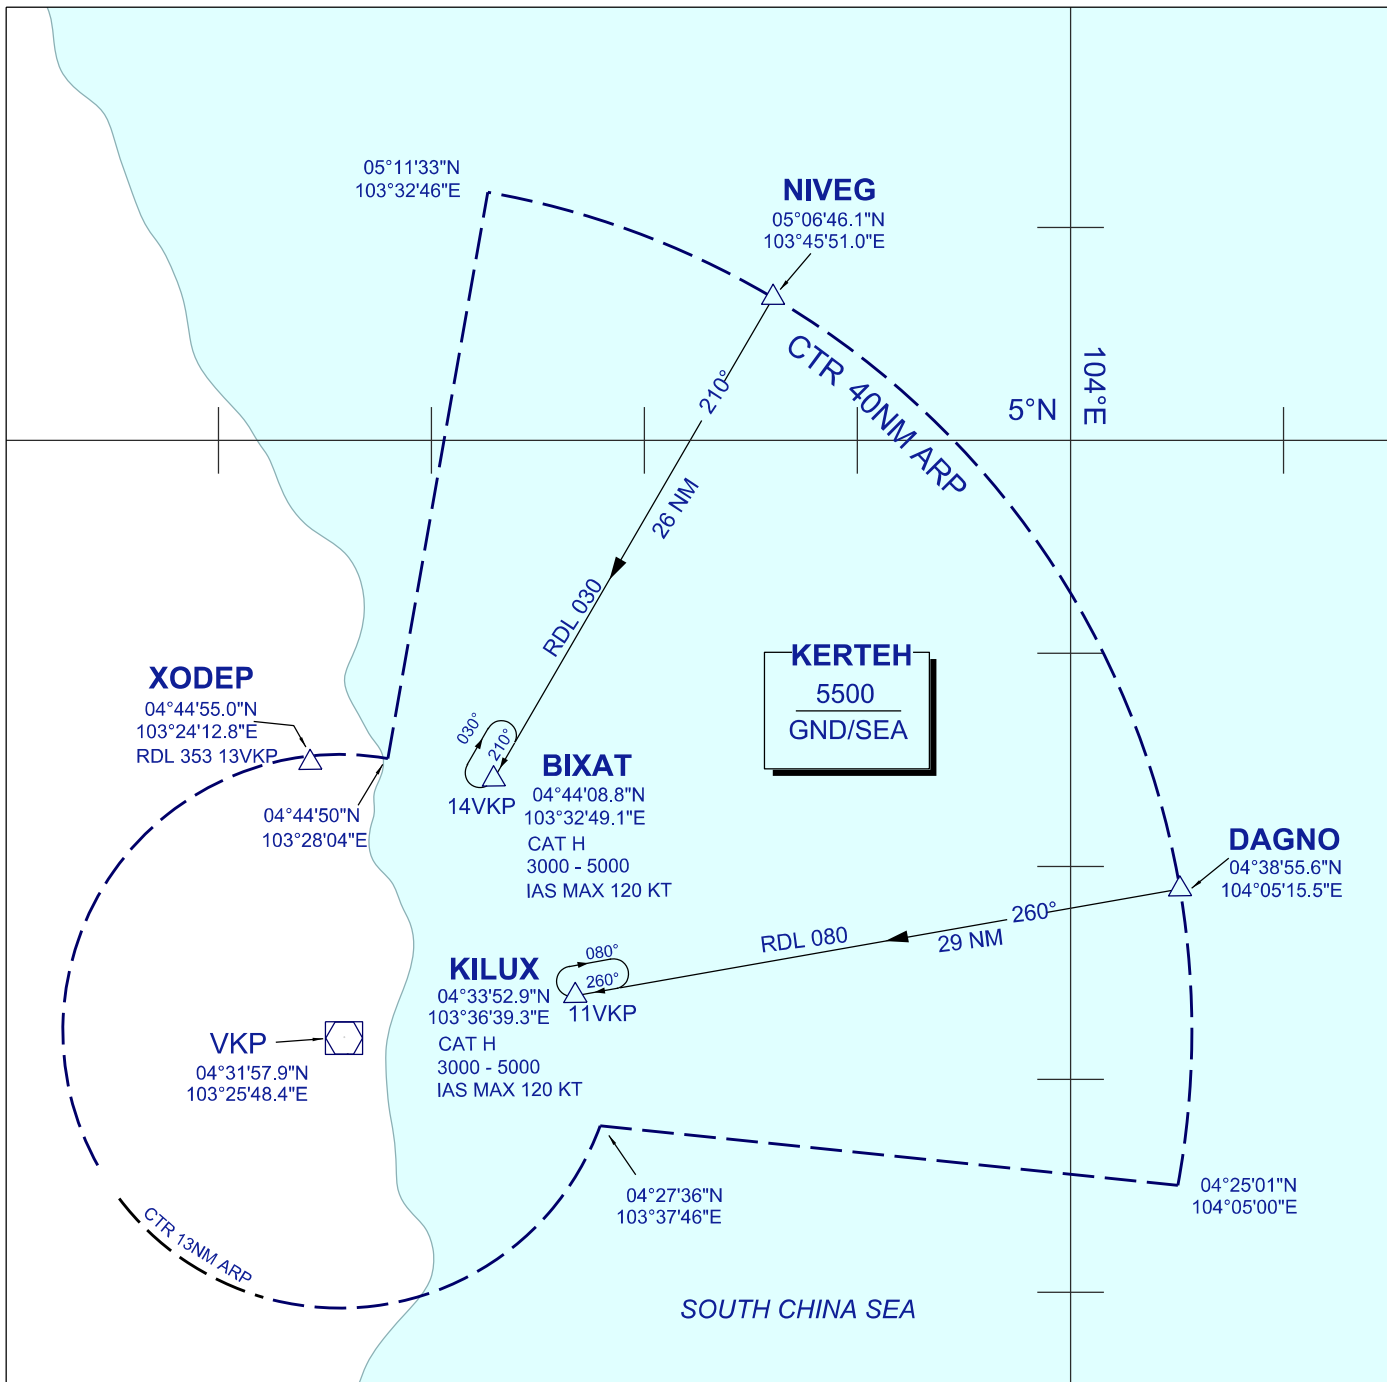 05°11'33"N
103°32'46"E
NIVEG
05°06'46.1"N
103°45'51.0"E
CTR 40NM ARP
104°E
5°N
210°
26 NM
RDL 030
XODEP
04°44'55.0"N
103°24'12.8"E
RDL 353 13VKP
KERTEH
5500
GND/SEA
030°
210°
14VKP
BIXAT
04°44'08.8"N
103°32'49.1"E
CAT H
3000 - 5000
IAS MAX 120 KT
04°44'50"N
103°28'04"E
DAGNO
04°38'55.6"N
104°05'15.5"E
260°
29 NM
RDL 080
080°
260°
11VKP
KILUX
04°33'52.9"N
103°36'39.3"E
CAT H
3000 - 5000
IAS MAX 120 KT
VKP
04°31'57.9"N
103°25'48.4"E
04°27'36"N
103°37'46"E
04°25'01"N
104°05'00"E
CTR 13NM ARP
SOUTH CHINA SEA